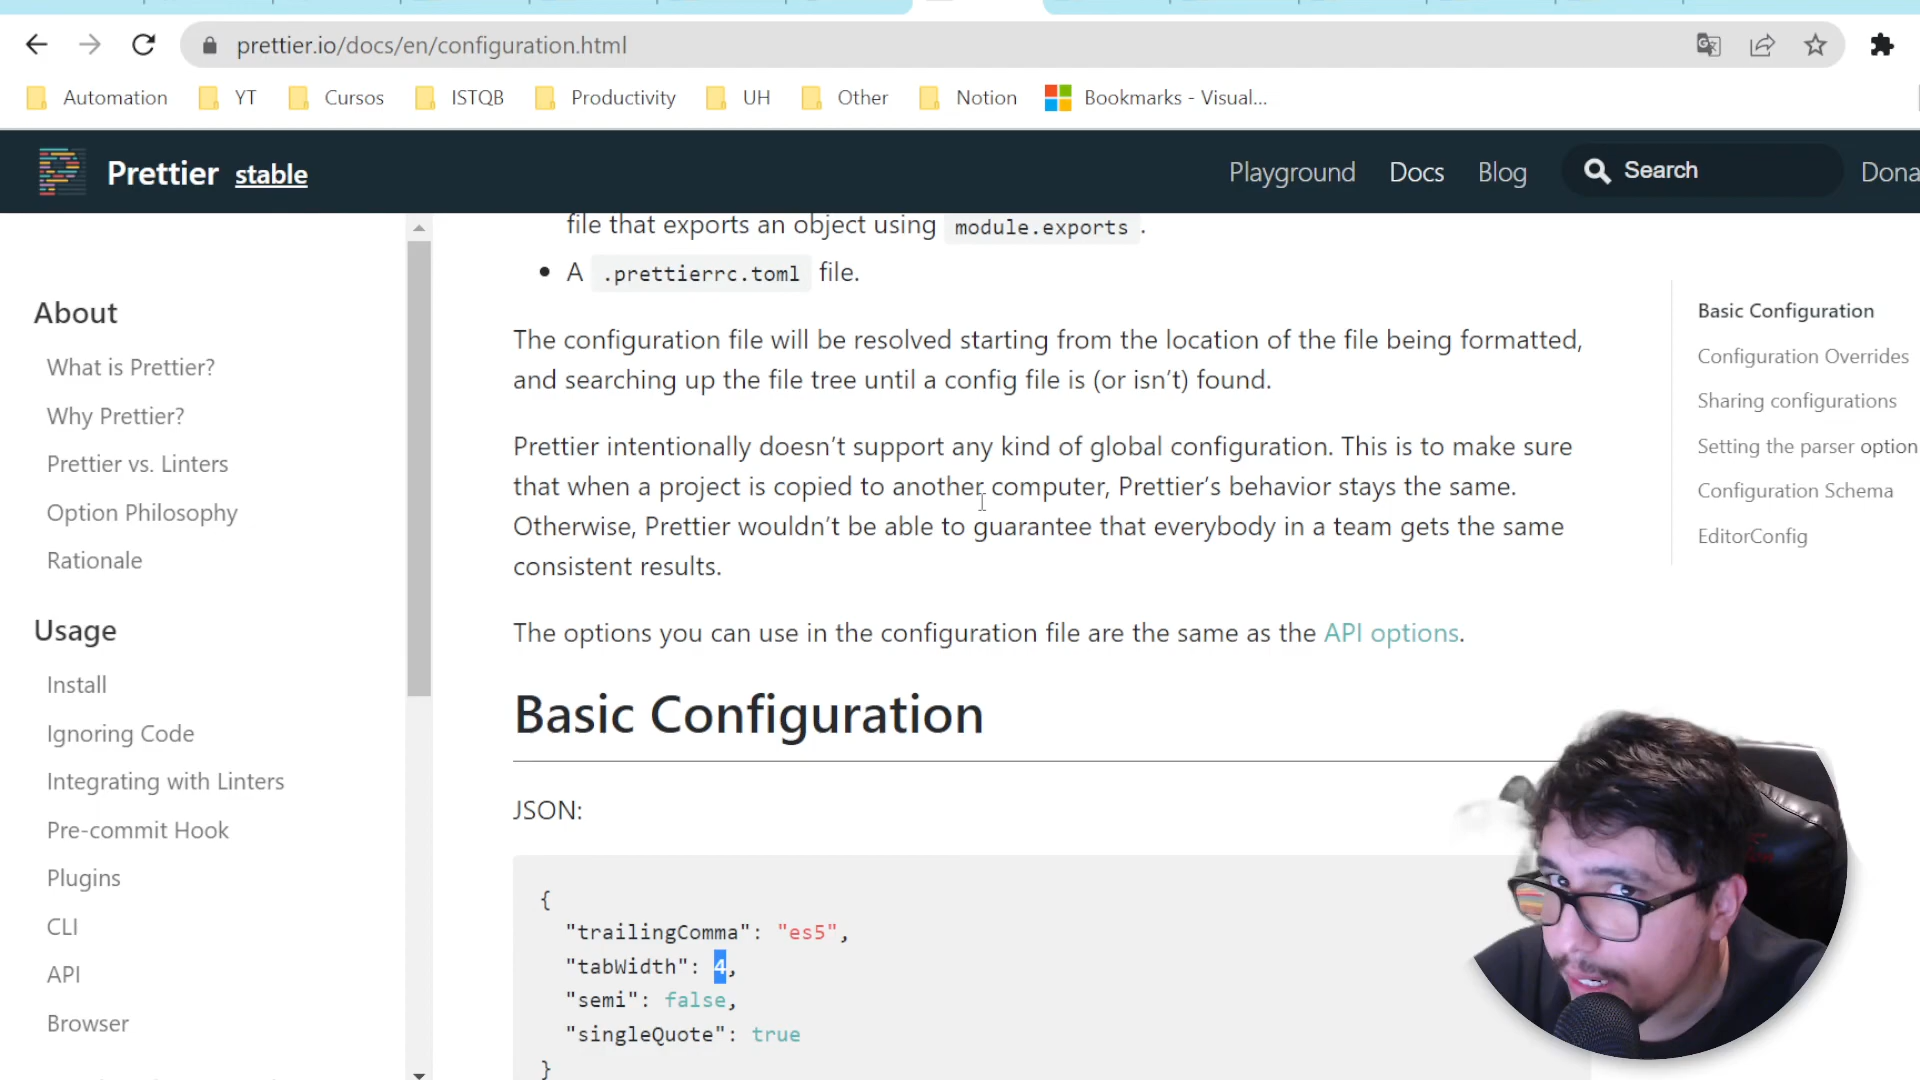 prettier.io/docs/en/configuration.html
Automation YT Cursos ISTQB Productivity UH Other Notion Bookmarks - Visual...
Prettier stable Playground Docs Blog Search Dona
file that exports an object using module.exports .
• A .prettierrc.toml file.
The configuration file will be resolved starting from the location of the file being formatted,
and searching up the file tree until a config file is (or isn’t) found.
Prettier intentionally doesn’t support any kind of global configuration. This is to make sure
that when a project is copied to another computer, Prettier’s behavior stays the same.
Otherwise, Prettier wouldn’t be able to guarantee that everybody in a team gets the same
consistent results.
The options you can use in the configuration file are the same as the API options.
Basic Configuration
JSON:
{
"trailingComma": "es5",
"tabWidth": 4,
"semi": false,
"singleQuote": true
}
About
What is Prettier?
Why Prettier?
Prettier vs. Linters
Option Philosophy
Rationale
Usage
Install
Ignoring Code
Integrating with Linters
Pre-commit Hook
Plugins
CLI
API
Browser
Basic Configuration
Configuration Overrides
Sharing configurations
Setting the parser option
Configuration Schema
EditorConfig